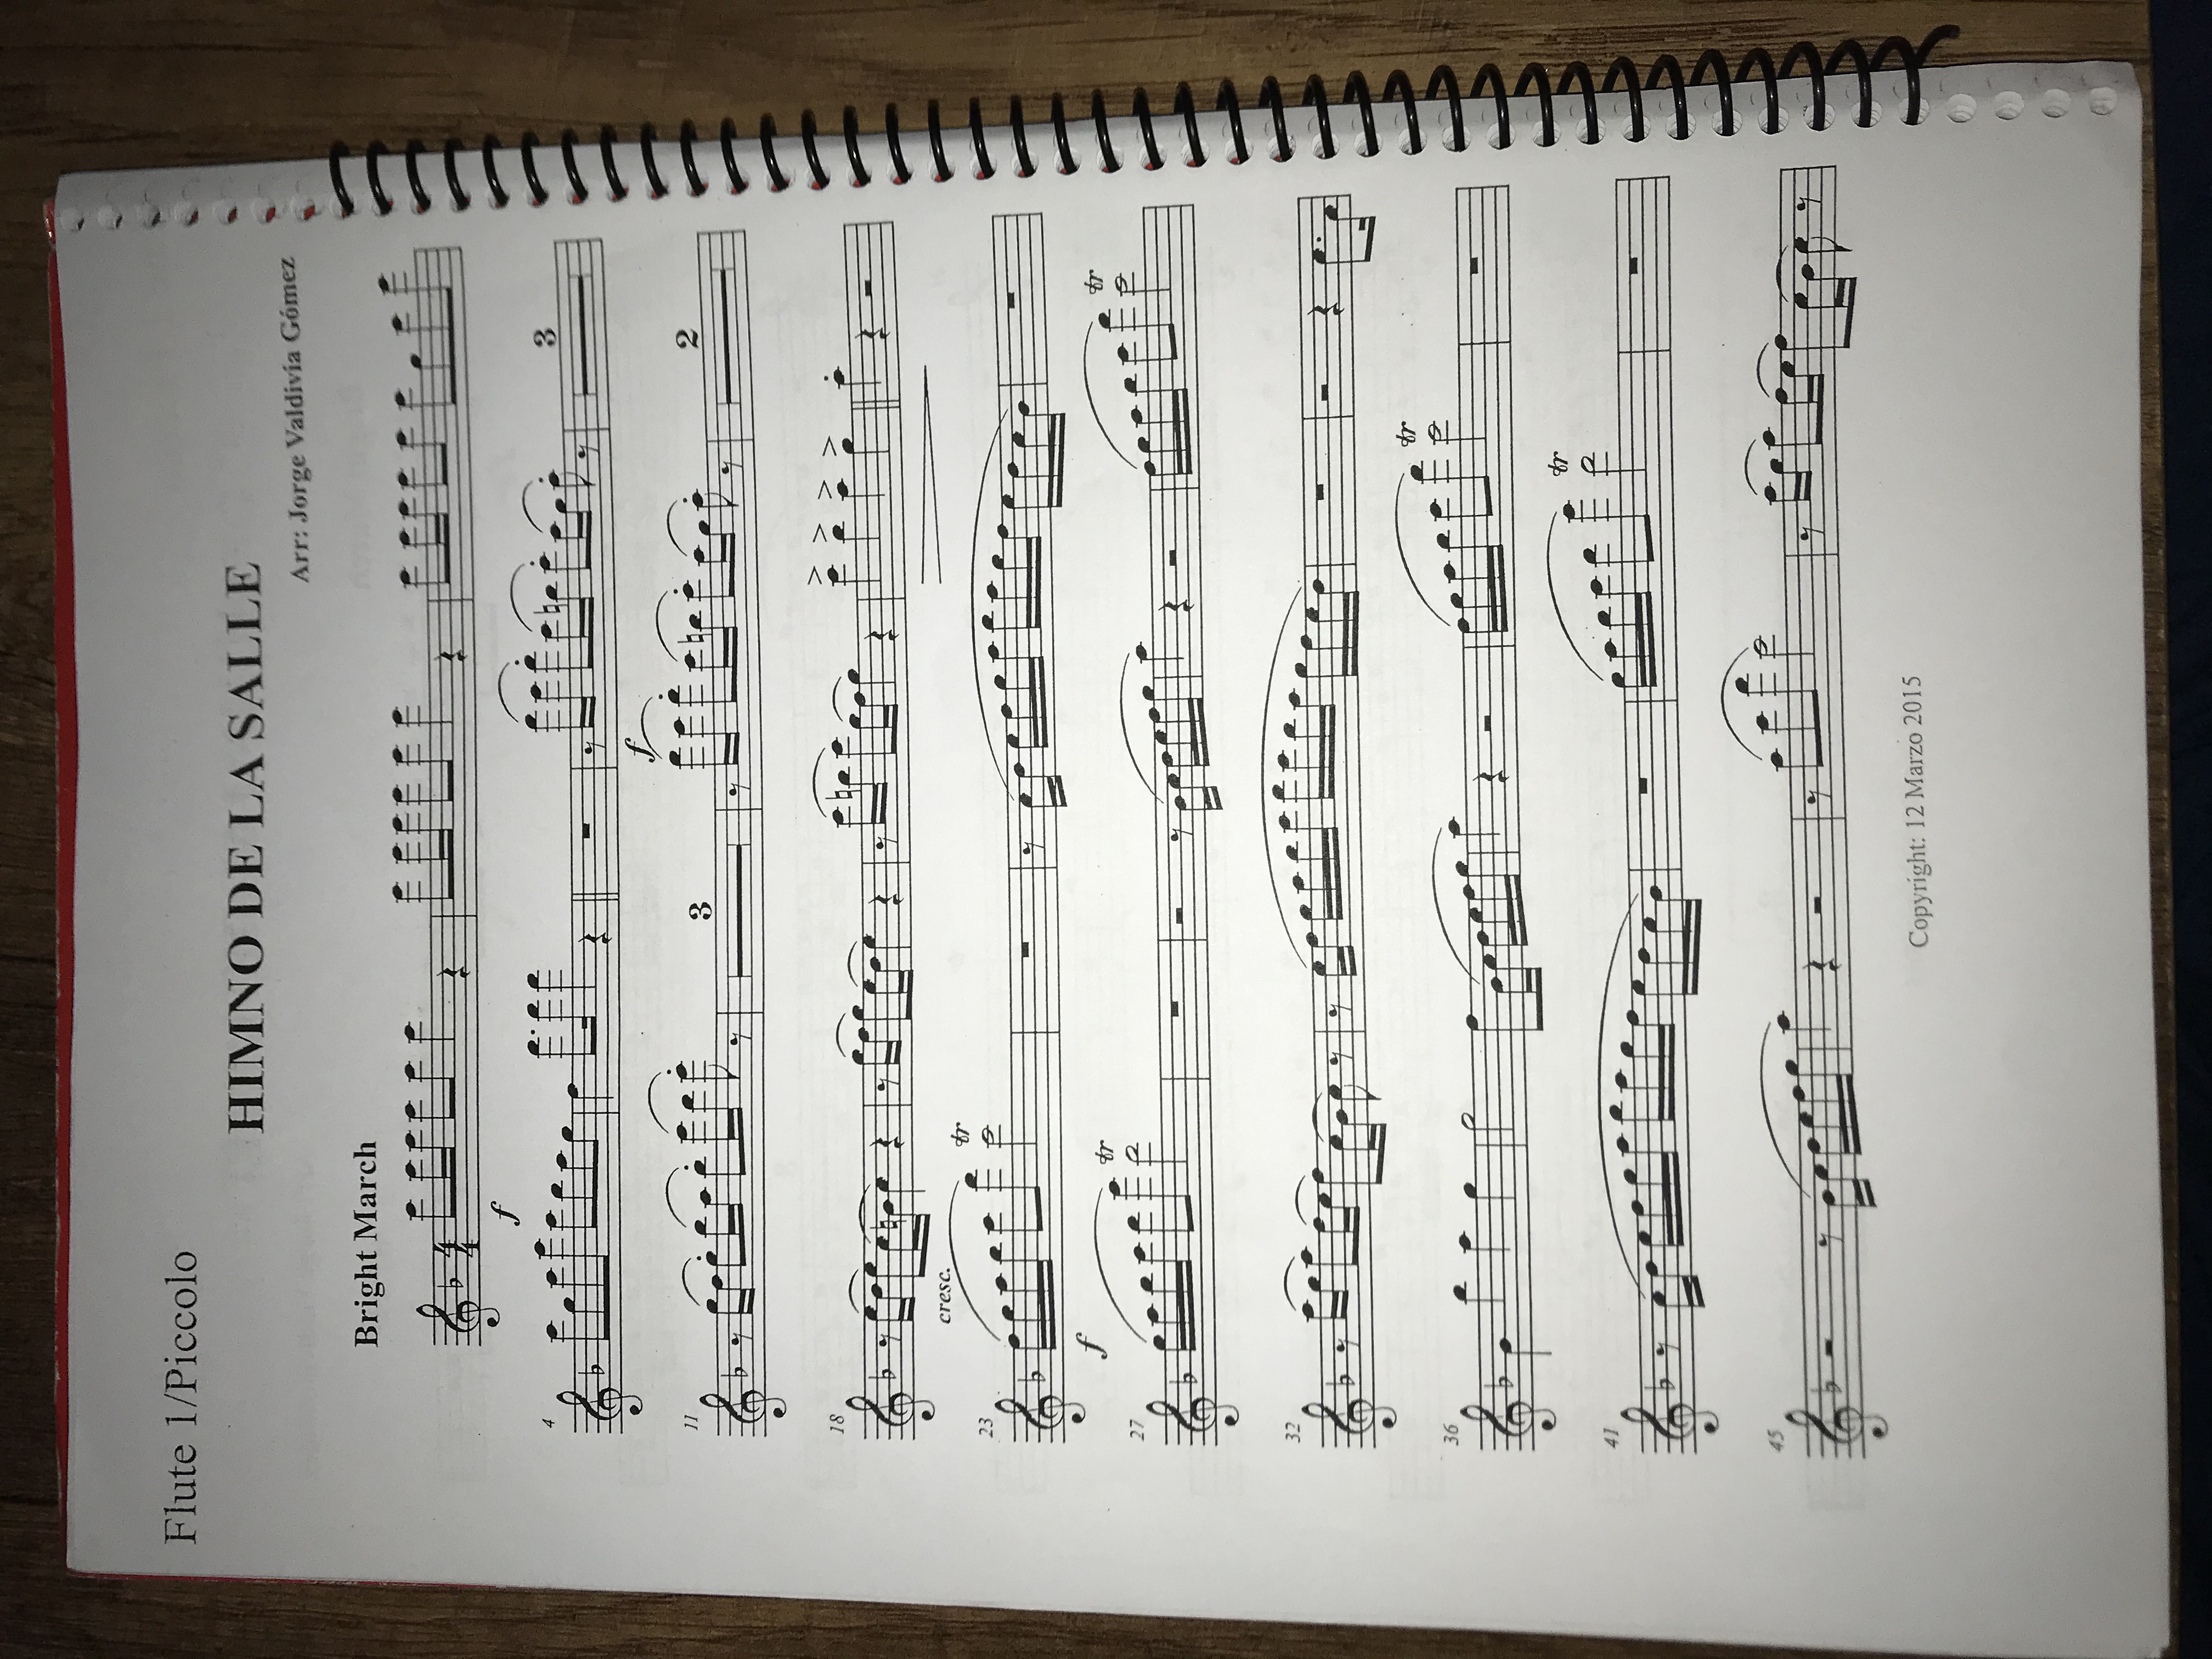 Flute 1/Piccolo
HIMNO DE LA SALLE
Arr: Jorge Valdivia Gómez
Bright March
4
4
f
4
3
f
11
3
2
18
cresc.
23
tr
f
27
tr
tr
32
36
tr
41
tr
45
Copyright: 12 Marzo 2015